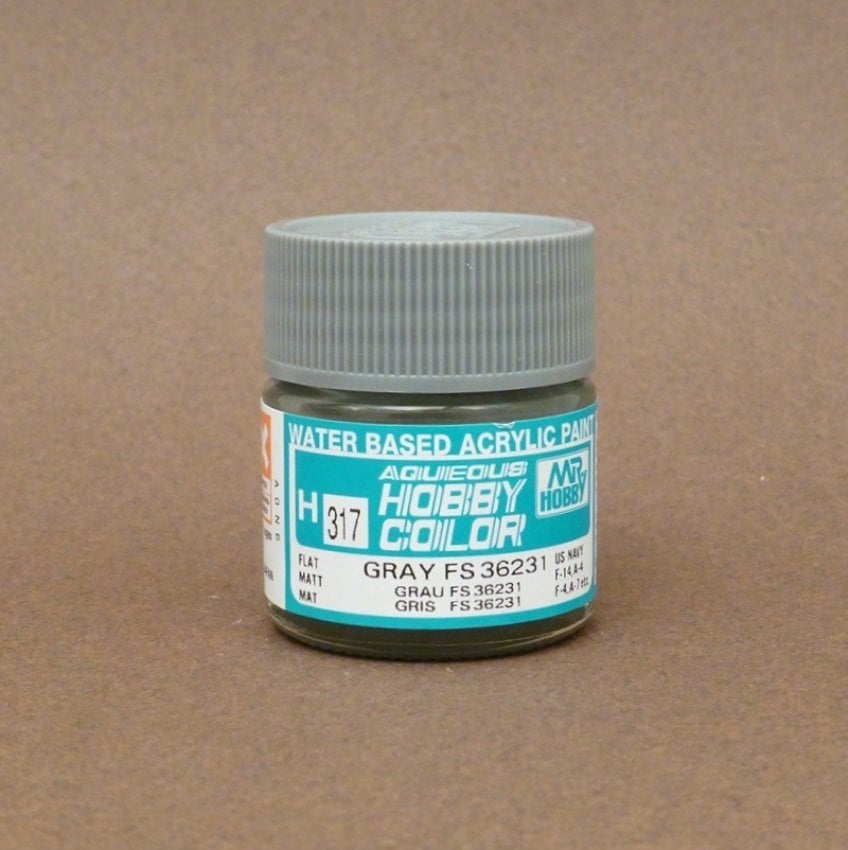 WATER BASED ACRYLIC PAINT
AQUEOUS
HOBBY
COLOR
MR
HOBBY
H 317
FLAT
MATT
MAT
GRAY FS 36231
GRAU FS 36231
GRIS FS 36231
US NAVY
F-14,A-4
F-4,A-7 etc.